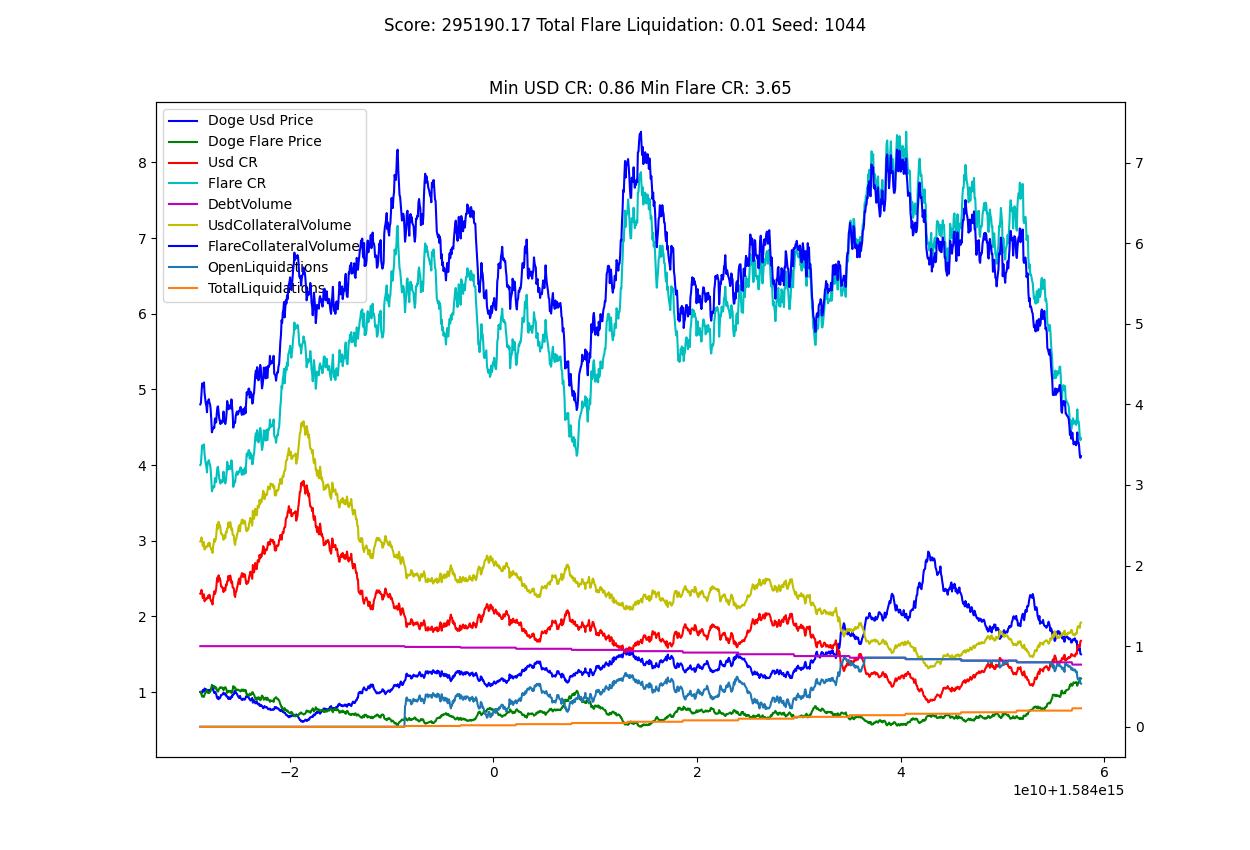 Score: 295190.17 Total Flare Liquidation: 0.01 Seed: 1044
Min USD CR: 0.86 Min Flare CR: 3.65
Doge Usd Price
Doge Flare Price
Usd CR
Flare CR
DebtVolume
UsdCollateralVolume
FlareCollateralVolume
OpenLiquidations
TotalLiquidations
8
7
6
5
4
3
2
1
7
6
5
4
3
2
1
0
−2
0
2
4
6
1e10+1.584e15